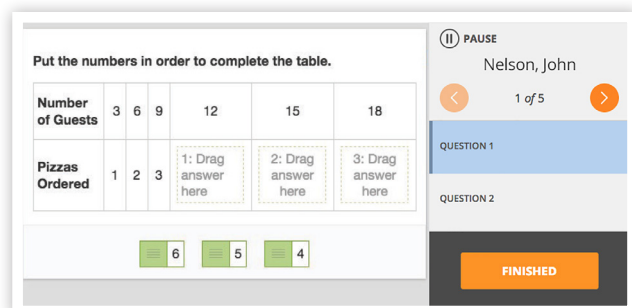 Put the numbers in order to complete the table.
Number of Guests 3 6 9 12 15 18
Pizzas Ordered 1 2 3 1: Drag answer here 2: Drag answer here 3: Drag answer here
6 5 4
PAUSE
Nelson, John
1 of 5
QUESTION 1
QUESTION 2
FINISHED